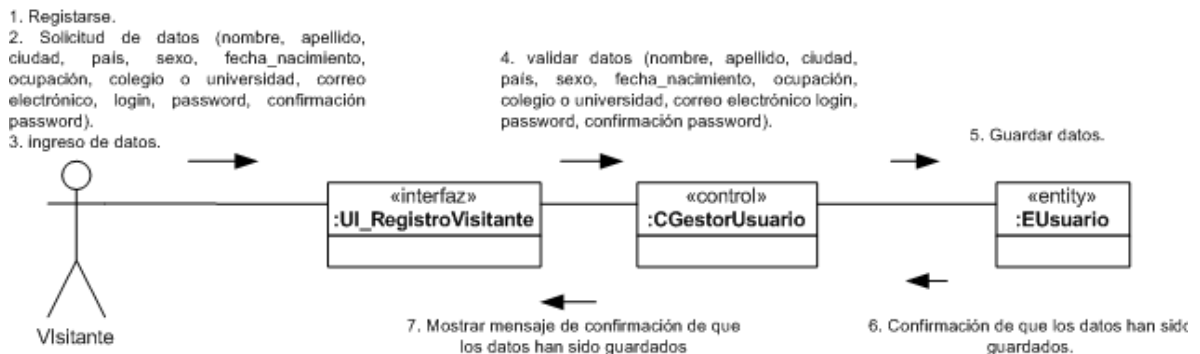 1. Registarse.
2. Solicitud de datos (nombre, apellido,
ciudad, país, sexo, fecha_nacimiento,
ocupación, colegio o universidad, correo
electrónico, login, password, confirmación
password).
3. ingreso de datos.
4. validar datos (nombre, apellido, ciudad,
país, sexo, fecha_nacimiento, ocupación,
colegio o universidad, correo electrónico login,
password, confirmación password).
5. Guardar datos.
«interfaz»
:UI_RegistroVisitante
«control»
:CGestorUsuario
«entity»
:EUsuario
VIsitante
7. Mostrar mensaje de confirmación de que
los datos han sido guardados
6. Confirmación de que los datos han sido
guardados.